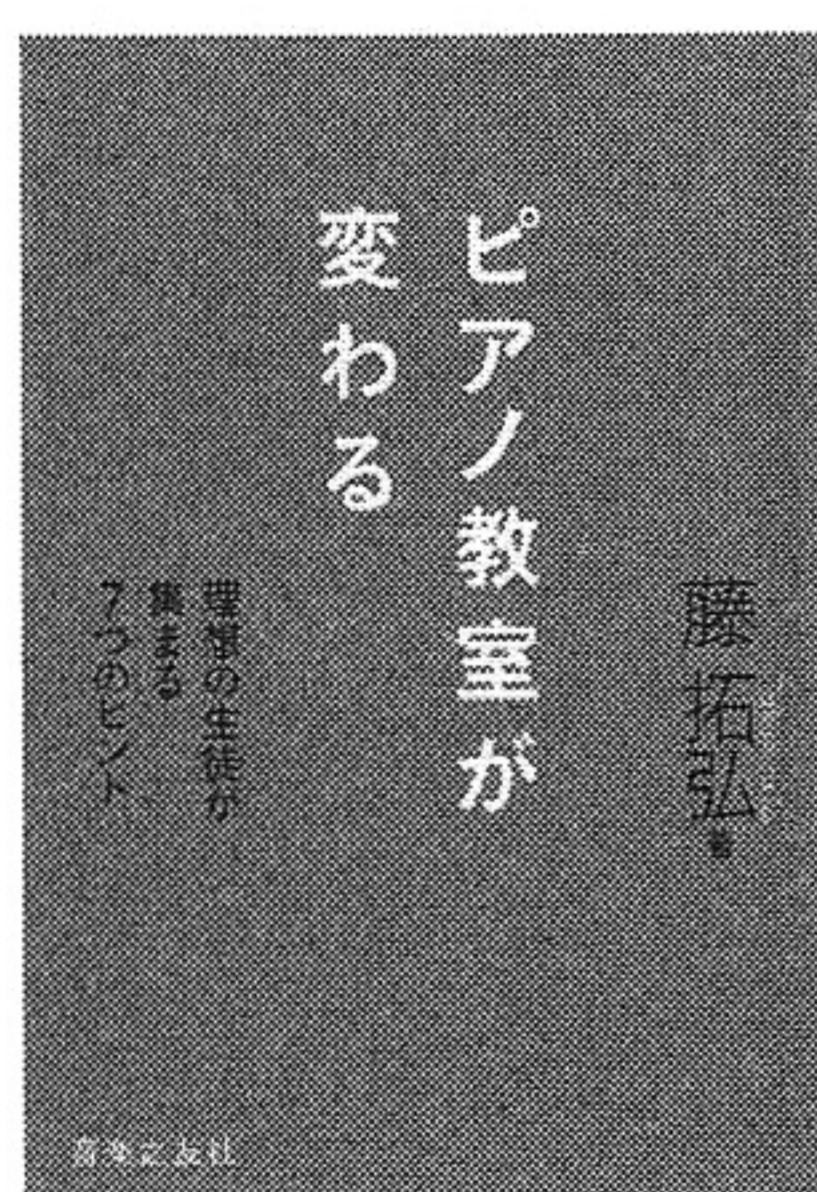 藤拓弘 著
ピアノ教室が
変わる
理想の生徒が
集まる
7つのヒント
音楽之友社